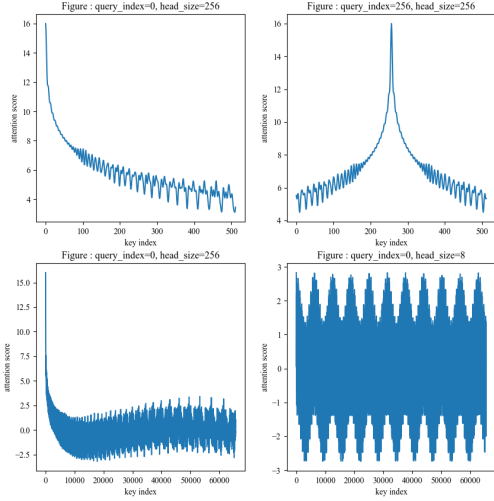 Figure : query_index=0, head_size=256
16
14
12
10
8
6
4
attention score
0 100 200 300 400 500
key index
Figure : query_index=256, head_size=256
16
14
12
10
8
6
4
attention score
0 100 200 300 400 500
key index
Figure : query_index=0, head_size=256
15.0
12.5
10.0
7.5
5.0
2.5
0.0
−2.5
attention score
0 10000 20000 30000 40000 50000 60000
key index
Figure : query_index=0, head_size=8
3
2
1
0
−1
−2
−3
attention score
0 10000 20000 30000 40000 50000 60000
key index